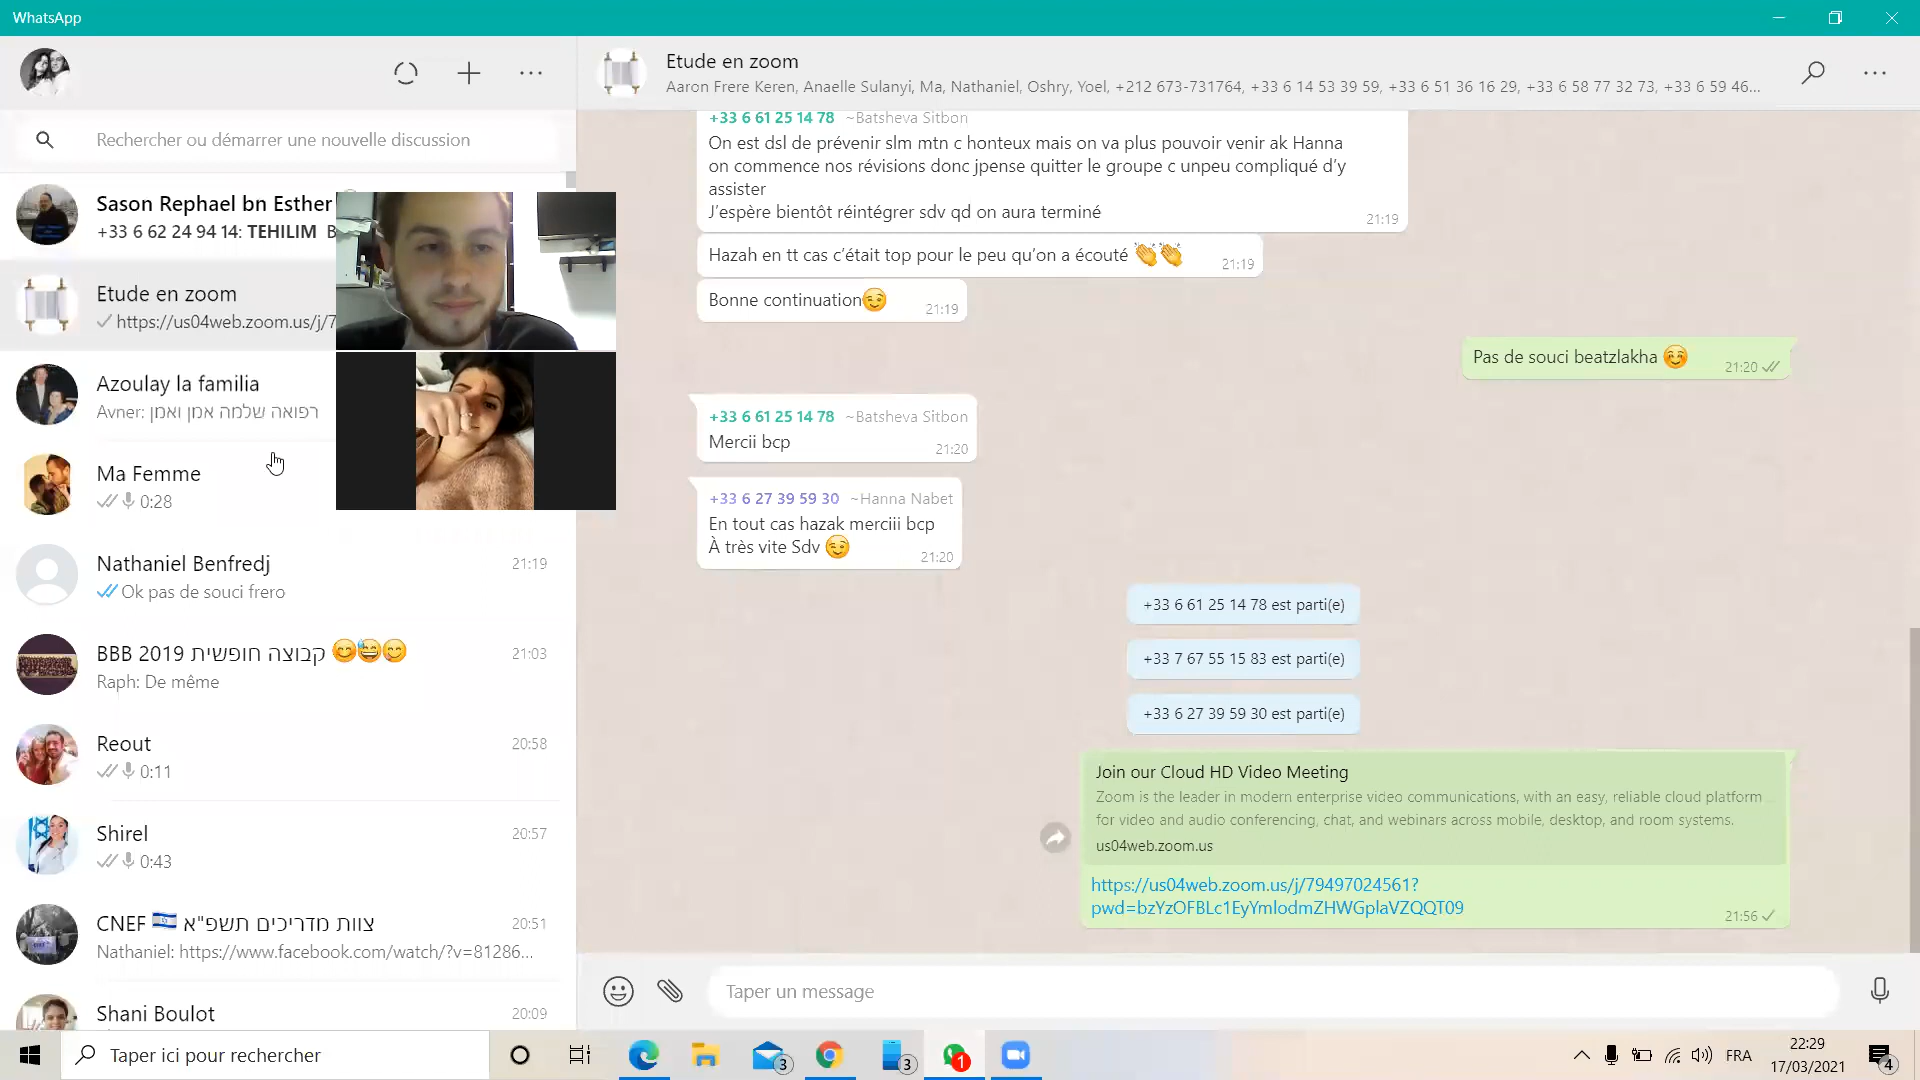 WhatsApp
Rechercher ou démarrer une nouvelle discussion
Sason Rephael bn Esther
+33 6 62 24 94 14: TEHILIM B
Etude en zoom
https://us04web.zoom.us/j/7
Azoulay la familia
Avner: רפואה שלמה אמן ואמן
Ma Femme
0:28
Nathaniel Benfredj
21:19
Ok pas de souci frero
BBB 2019 קבוצה חופשית 😊😅😋
21:03
Raph: De même
Reout
20:58
0:11
Shirel
20:57
0:43
CNEF 🇮🇱 צוות מדריכים תשפ"א
20:51
Nathaniel: https://www.facebook.com/watch/?v=81286...
Shani Boulot
20:09
Etude en zoom
Aaron Frere Keren, Anaelle Sulanyi, Ma, Nathaniel, Oshry, Yoel, +212 673-731764, +33 6 14 53 39 59, +33 6 51 36 16 29, +33 6 58 77 32 73, +33 6 59 46...
+33 6 61 25 14 78 ~Batsheva Sitbon
On est dsl de prévenir slm mtn c honteux mais on va plus pouvoir venir ak Hanna
on commence nos révisions donc jpense quitter le groupe c unpeu compliqué d’y
assister
J’espère bientôt réintégrer sdv qd on aura terminé
21:19
Hazah en tt cas c’était top pour le peu qu’on a écouté 👏👏
21:19
Bonne continuation😉
21:19
Pas de souci beatzlakha ☺️
21:20
+33 6 61 25 14 78 ~Batsheva Sitbon
Mercii bcp
21:20
+33 6 27 39 59 30 ~Hanna Nabet
En tout cas hazak merciii bcp
À très vite Sdv 😉
21:20
+33 6 61 25 14 78 est parti(e)
+33 7 67 55 15 83 est parti(e)
+33 6 27 39 59 30 est parti(e)
Join our Cloud HD Video Meeting
Zoom is the leader in modern enterprise video communications, with an easy, reliable cloud platform
for video and audio conferencing, chat, and webinars across mobile, desktop, and room systems.
us04web.zoom.us
https://us04web.zoom.us/j/79497024561?
pwd=bzYzOFBLc1EyYmlodmZHWGplaVZQQT09
21:56
Taper un message
Taper ici pour rechercher
3
3
1
FRA
22:29
17/03/2021
4